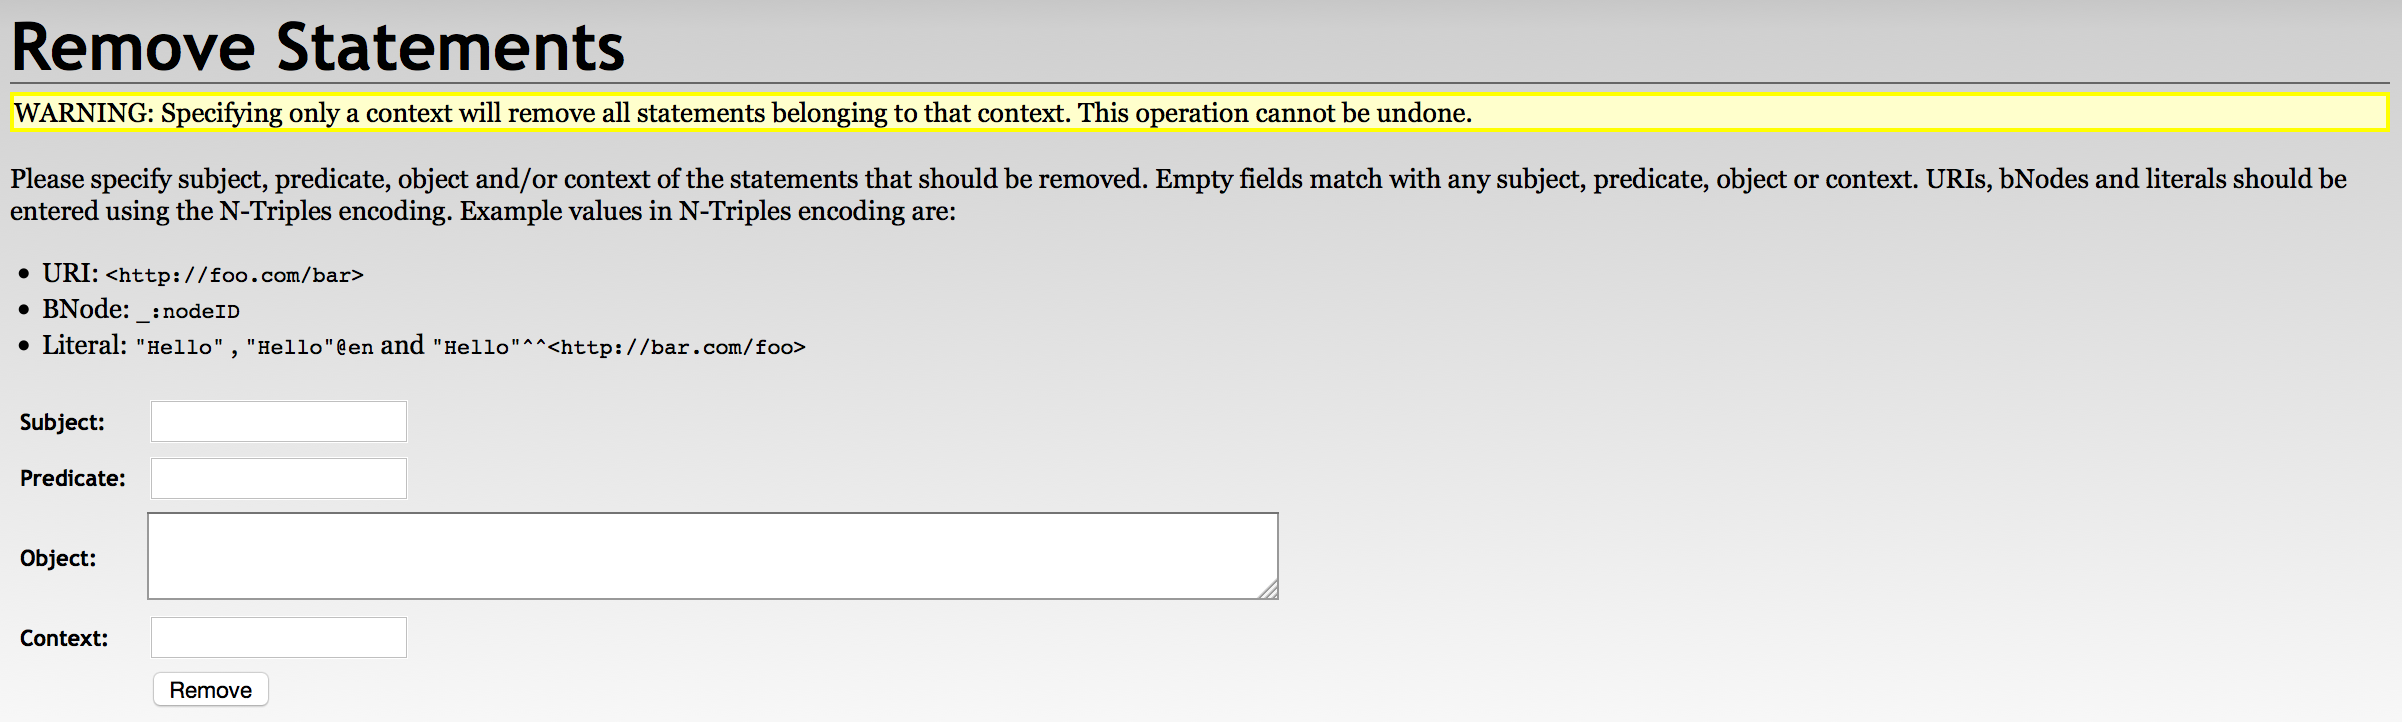 Remove Statements
WARNING: Specifying only a context will remove all statements belonging to that context. This operation cannot be undone.
Please specify subject, predicate, object and/or context of the statements that should be removed. Empty fields match with any subject, predicate, object or context. URIs, bNodes and literals should be
entered using the N-Triples encoding. Example values in N-Triples encoding are:
• URI: <http://foo.com/bar>
• BNode: _:nodeID
• Literal: "Hello" , "Hello"@en and "Hello"^^<http://bar.com/foo>
Subject:
Predicate:
Object:
Context:
Remove